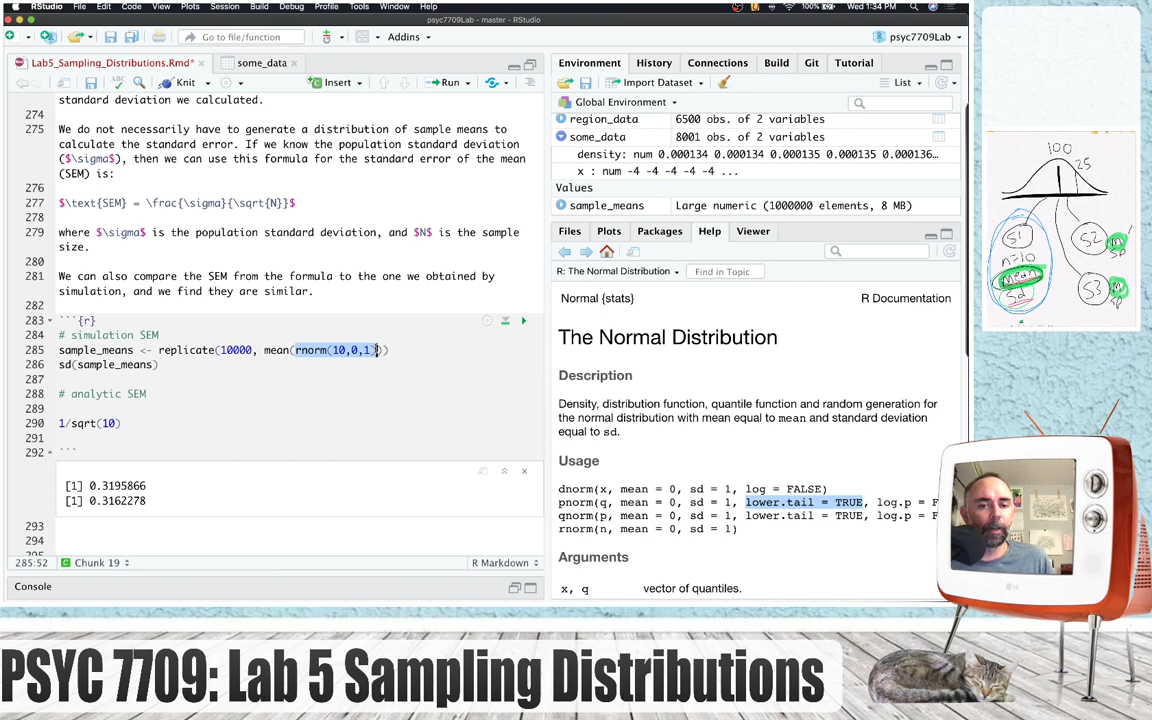 RStudio File Edit Code View Plots Session Build Debug Profile Tools Window Help 100% Wed 1:34 PM
psyc7709Lab - master - RStudio
Go to file/function Addins psyc7709Lab
Lab5_Sampling_Distributions.Rmd* some_data
ABC Knit Insert Run
standard deviation we calculated.
274
275 We do not necessarily have to generate a distribution of sample means to
calculate the standard error. If we know the population standard deviation
($\sigma$), then we can use this formula for the standard error of the mean
(SEM) is:
276
277 $\text{SEM} = \frac{\sigma}{\sqrt{N}}$
278
279 where $\sigma$ is the population standard deviation, and $N$ is the sample
size.
280
281 We can also compare the SEM from the formula to the one we obtained by
simulation, and we find they are similar.
282
283 ```{r}
284 # simulation SEM
285 sample_means <- replicate(10000, mean(rnorm(10,0,1)))
286 sd(sample_means)
287
288 # analytic SEM
289
290 1/sqrt(10)
291
292 ```
[1] 0.3195866
[1] 0.3162278
293
294
295
285:52 Chunk 19 R Markdown
Console
Environment History Connections Build Git Tutorial
Import Dataset List
Global Environment
region_data 6500 obs. of 2 variables
some_data 8001 obs. of 2 variables
density: num 0.000134 0.000134 0.000135 0.000135 0.000136…
x : num -4 -4 -4 -4 -4 ...
Values
sample_means Large numeric (1000000 elements, 8 MB)
Files Plots Packages Help Viewer
R: The Normal Distribution Find in Topic
Normal {stats} R Documentation
The Normal Distribution
Description
Density, distribution function, quantile function and random generation for
the normal distribution with mean equal to mean and standard deviation
equal to sd.
Usage
dnorm(x, mean = 0, sd = 1, log = FALSE)
pnorm(q, mean = 0, sd = 1, lower.tail = TRUE, log.p = F
qnorm(p, mean = 0, sd = 1, lower.tail = TRUE, log.p = F
rnorm(n, mean = 0, sd = 1)
Arguments
x, q vector of quantiles.
100
25
S1
n=10
mean
sd
S2 m
SD
S3 m
SD
LG
PSYC 7709: Lab 5 Sampling Distributions